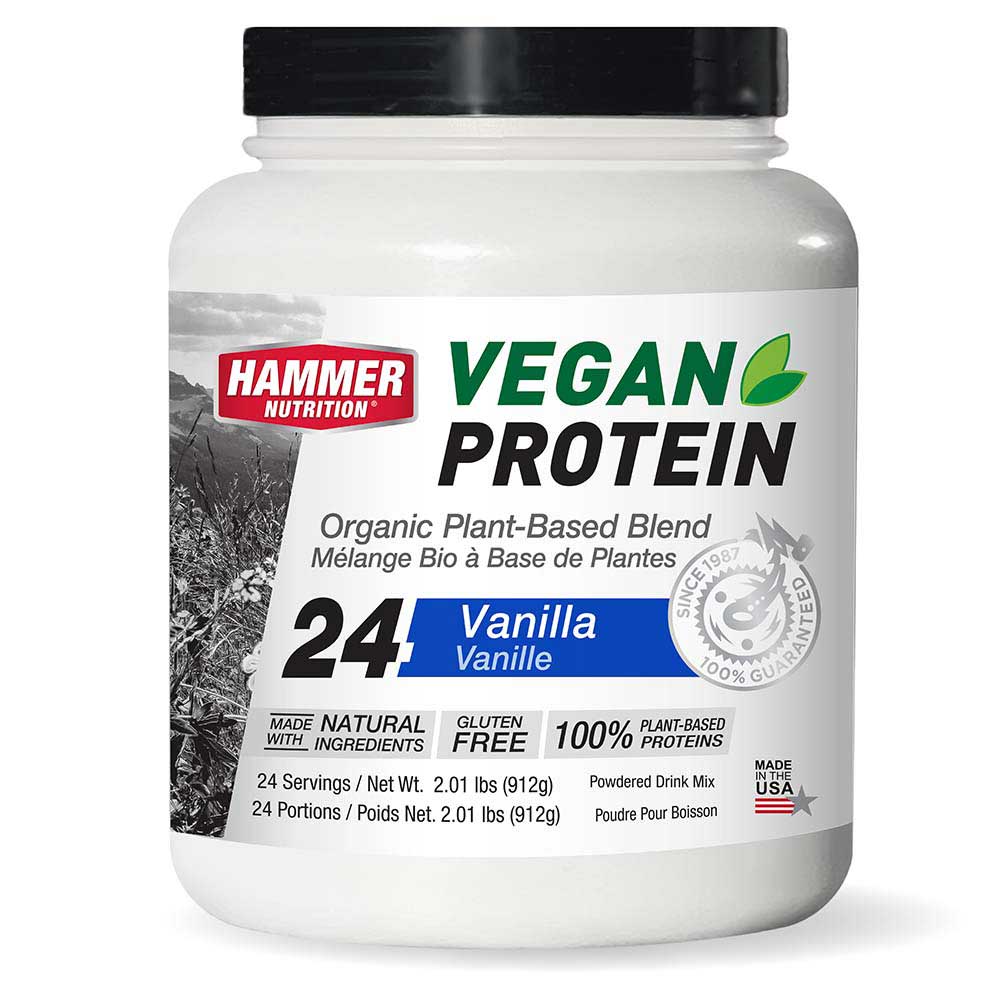 HAMMER
NUTRITION®
VEGAN
PROTEIN
Organic Plant-Based Blend
Mélange Bio à Base de Plantes
SINCE 1987
100% GUARANTEED
24
Vanilla
Vanille
MADE WITH NATURAL INGREDIENTS
GLUTEN FREE
100% PLANT-BASED PROTEINS
24 Servings / Net Wt. 2.01 lbs (912g)
24 Portions / Poids Net. 2.01 lbs (912g)
Powdered Drink Mix
Poudre Pour Boisson
MADE
IN THE
USA